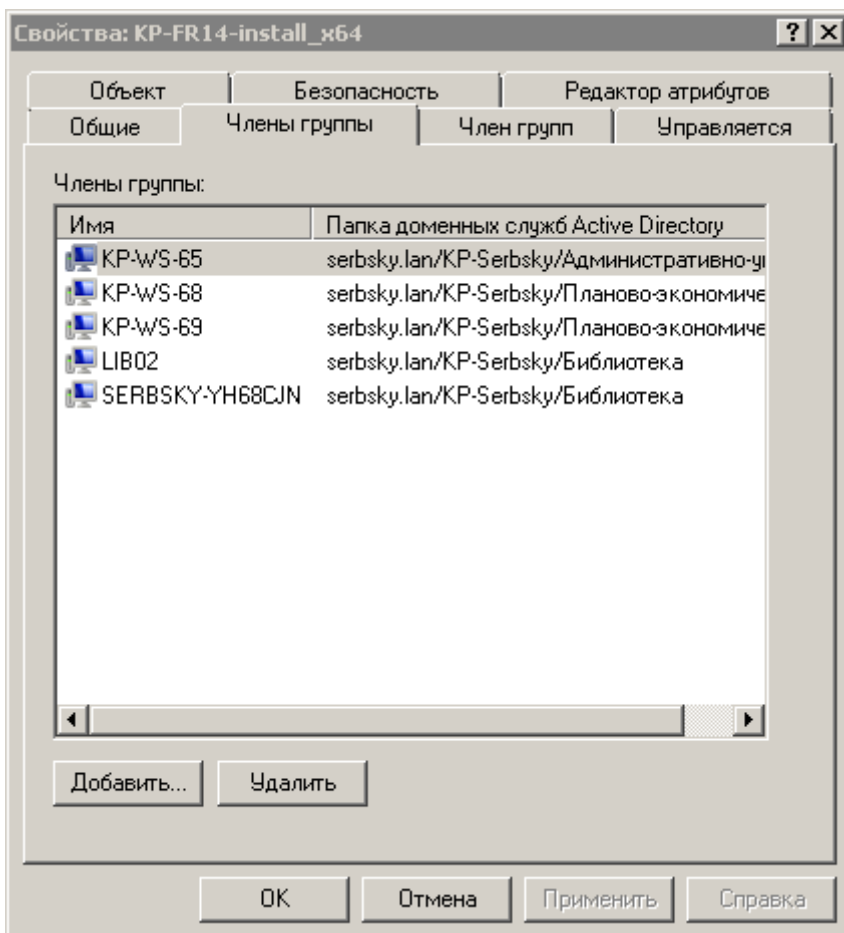 Свойства: KP-FR14-install_x64
Объект Безопасность Редактор атрибутов
Общие Члены группы Член групп Управляется
Члены группы:
Имя Папка доменных служб Active Directory
KP-WS-65 serbsky.lan/KP-Serbsky/Административно-у
KP-WS-68 serbsky.lan/KP-Serbsky/Планово-экономиче
KP-WS-69 serbsky.lan/KP-Serbsky/Планово-экономиче
LIB02 serbsky.lan/KP-Serbsky/Библиотека
SERBSKY-YH68CJN serbsky.lan/KP-Serbsky/Библиотека
Добавить... Удалить
OK Отмена Применить Справка